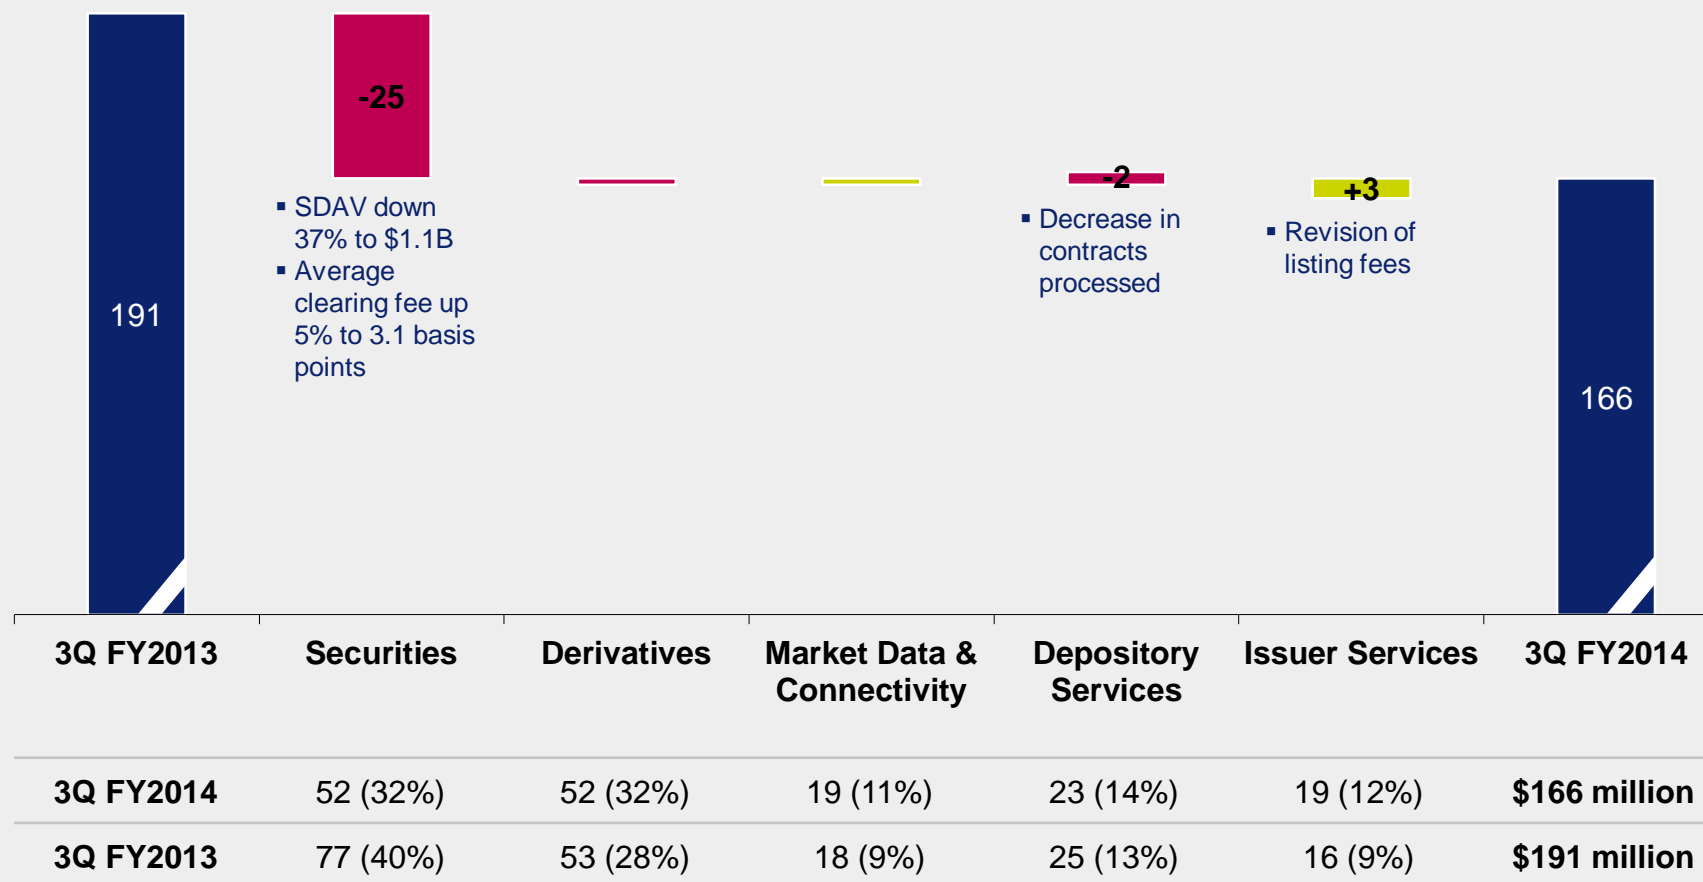 191
-25
▪ SDAV down
37% to $1.1B
▪ Average
clearing fee up
5% to 3.1 basis
points
-2
▪ Decrease in
contracts
processed
+3
▪ Revision of
listing fees
166
3Q FY2013 Securities Derivatives Market Data & Depository Issuer Services 3Q FY2014
Connectivity Services
3Q FY2014 52 (32%) 52 (32%) 19 (11%) 23 (14%) 19 (12%) $166 million
3Q FY2013 77 (40%) 53 (28%) 18 (9%) 25 (13%) 16 (9%) $191 million